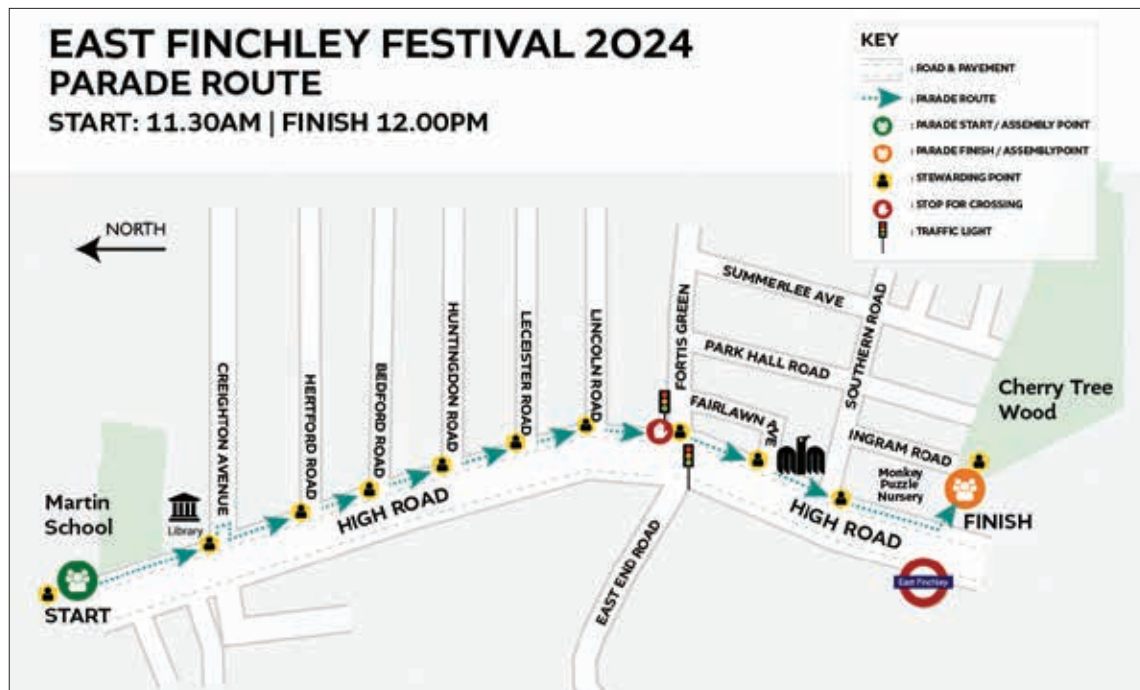 EAST FINCHLEY FESTIVAL 2024
PARADE ROUTE
START: 11.30AM | FINISH 12.00PM
KEY
: ROAD & PAVEMENT
: PARADE ROUTE
: PARADE START / ASSEMBLY POINT
: PARADE FINISH / ASSEMBLYPOINT
: STEWARDING POINT
: STOP FOR CROSSING
: TRAFFIC LIGHT
NORTH
SUMMERLEE AVE
SOUTHERN ROAD
FORTIS GREEN
PARK HALL ROAD
CREIGHTON AVENUE
HERTFORD ROAD
BEDFORD ROAD
HUNTINGDON ROAD
LECEISTER ROAD
LINCOLN ROAD
FAIRLAWN AVE
INGRAM ROAD
Cherry Tree
Wood
Martin
School
Library
HIGH ROAD
Monkey
Puzzle
Nursery
HIGH ROAD
FINISH
EAST END ROAD
East Finchley
START